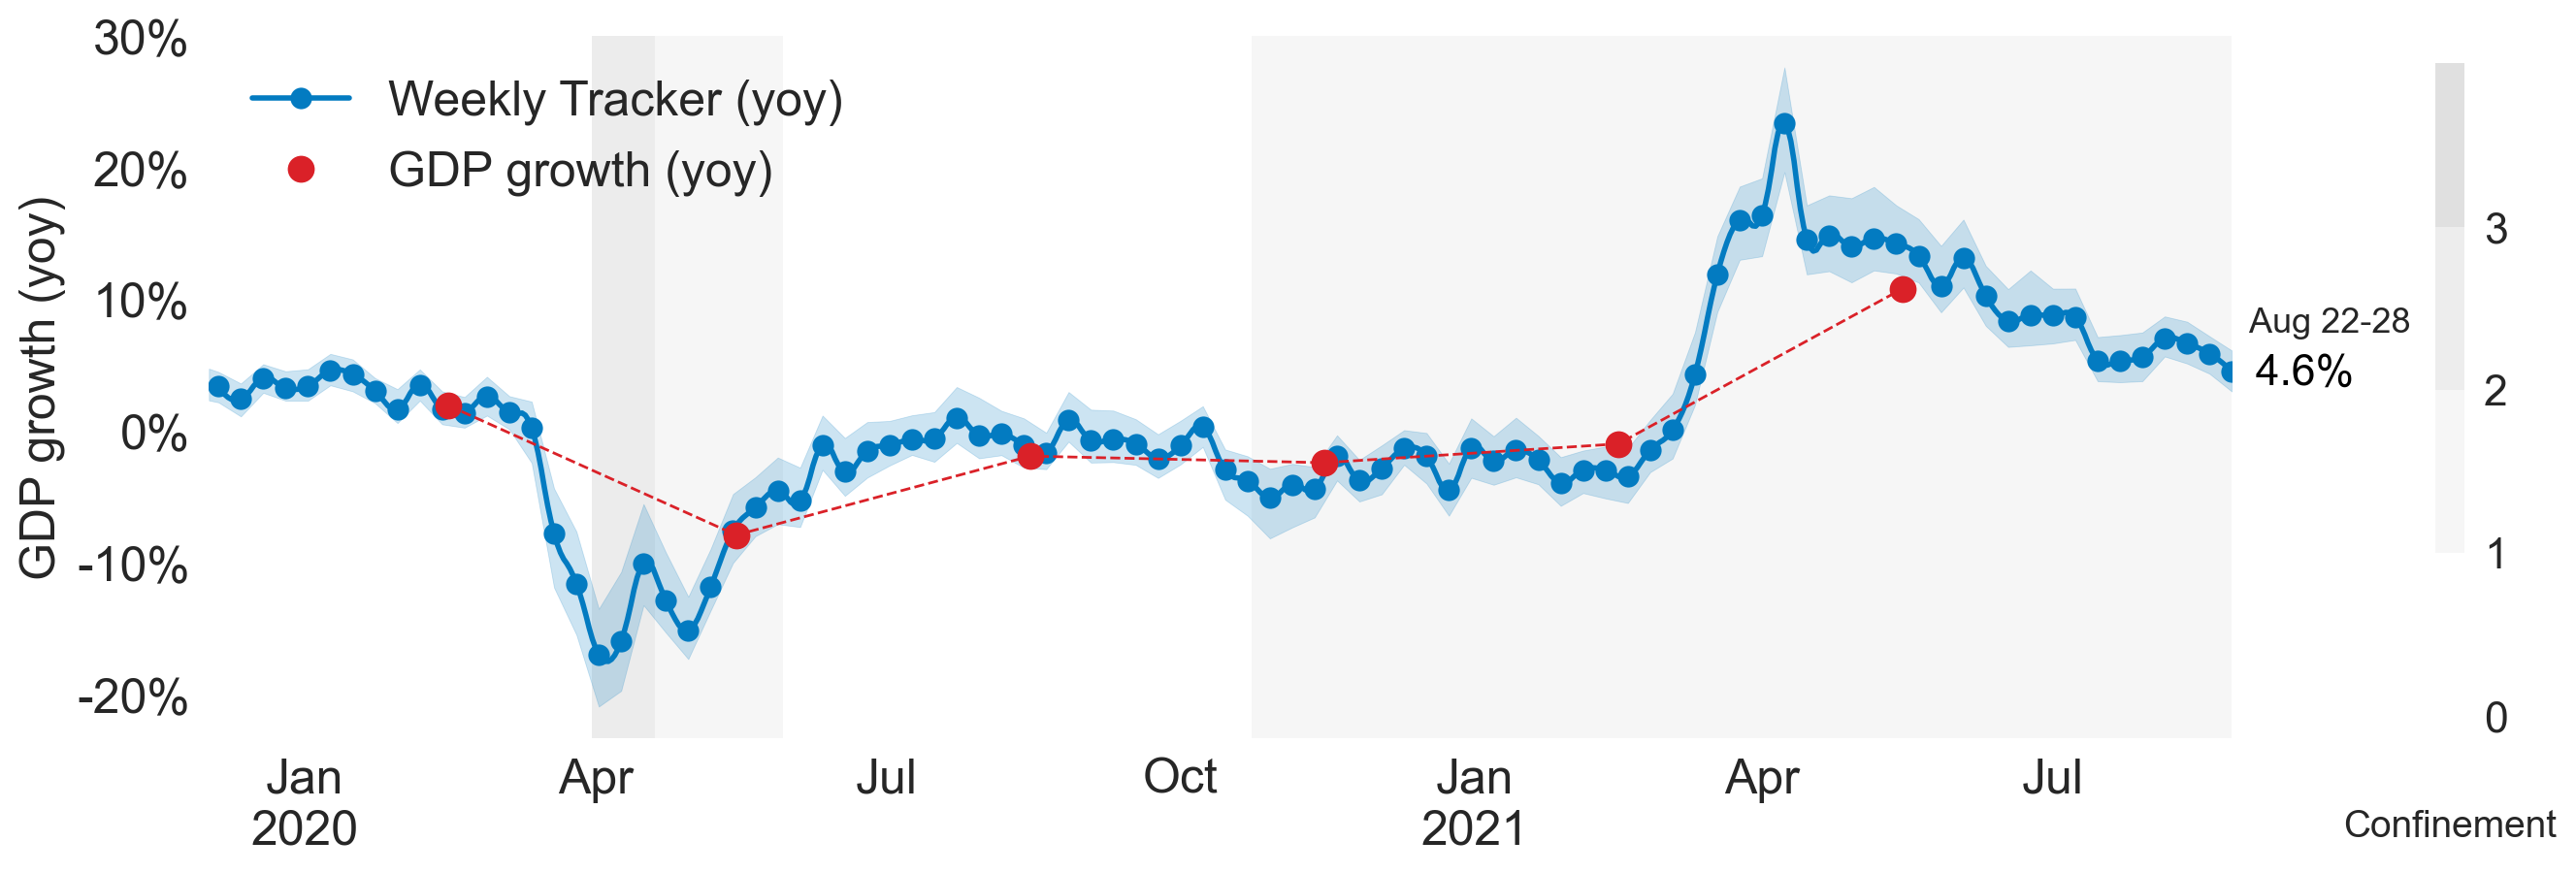 30%
20%
10%
0%
-10%
-20%
GDP growth (yoy)
Weekly Tracker (yoy)
GDP growth (yoy)
Aug 22-28
4.6%
3
2
1
0
Confinement
Jan
2020
Apr
Jul
Oct
Jan
2021
Apr
Jul